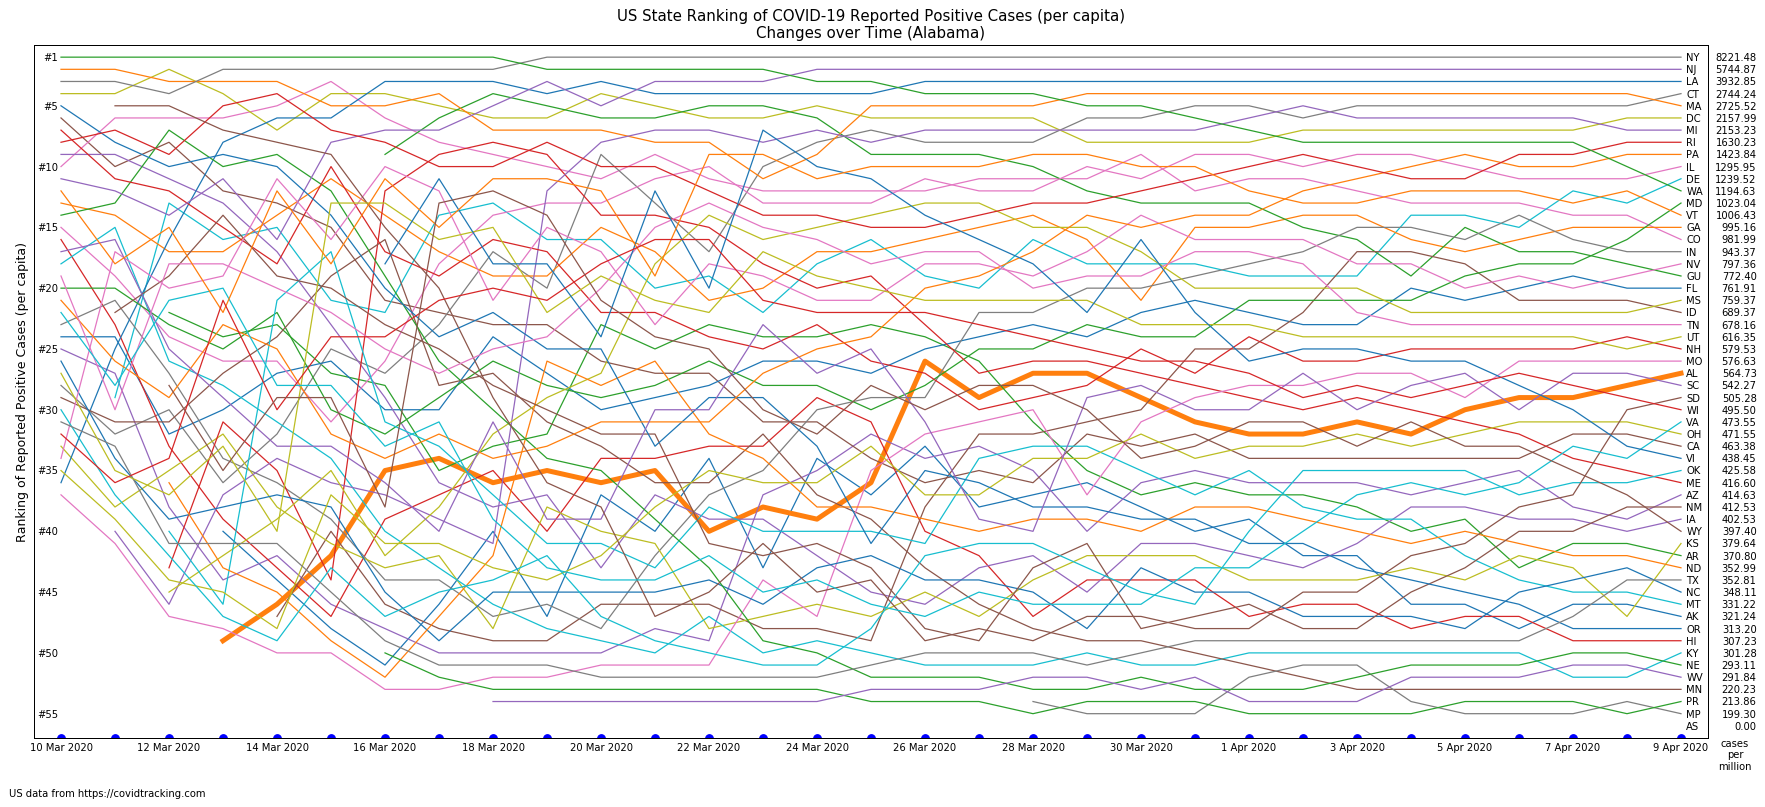 US State Ranking of COVID-19 Reported Positive Cases (per capita)
Changes over Time (Alabama)
Ranking of Reported Positive Cases (per capita)
#1
#5
#10
#15
#20
#25
#30
#35
#40
#45
#50
#55
NY 8221.48
NJ 5744.87
LA 3932.85
CT 2744.24
MA 2725.52
DC 2157.99
MI 2153.23
RI 1630.23
PA 1423.84
IL 1295.95
DE 1239.52
WA 1194.63
MD 1023.04
VT 1006.43
GA 995.16
CO 981.99
IN 943.37
NV 797.36
GU 772.40
FL 761.91
MS 759.37
ID 689.37
TN 678.16
UT 616.35
NH 579.53
MO 576.63
AL 564.73
SC 542.27
SD 505.28
WI 495.50
VA 473.55
OH 471.55
CA 463.38
VI 438.45
OK 425.58
ME 416.60
AZ 414.63
NM 412.53
IA 402.53
WY 397.40
KS 379.64
AR 370.80
ND 352.99
TX 352.81
NC 348.11
MT 331.22
AK 321.24
OR 313.20
HI 307.23
KY 301.28
NE 293.11
WV 291.84
MN 220.23
PR 213.86
MP 199.30
AS 0.00
10 Mar 2020 12 Mar 2020 14 Mar 2020 16 Mar 2020 18 Mar 2020 20 Mar 2020 22 Mar 2020 24 Mar 2020 26 Mar 2020 28 Mar 2020 30 Mar 2020 1 Apr 2020 3 Apr 2020 5 Apr 2020 7 Apr 2020 9 Apr 2020
cases
per
million
US data from https://covidtracking.com